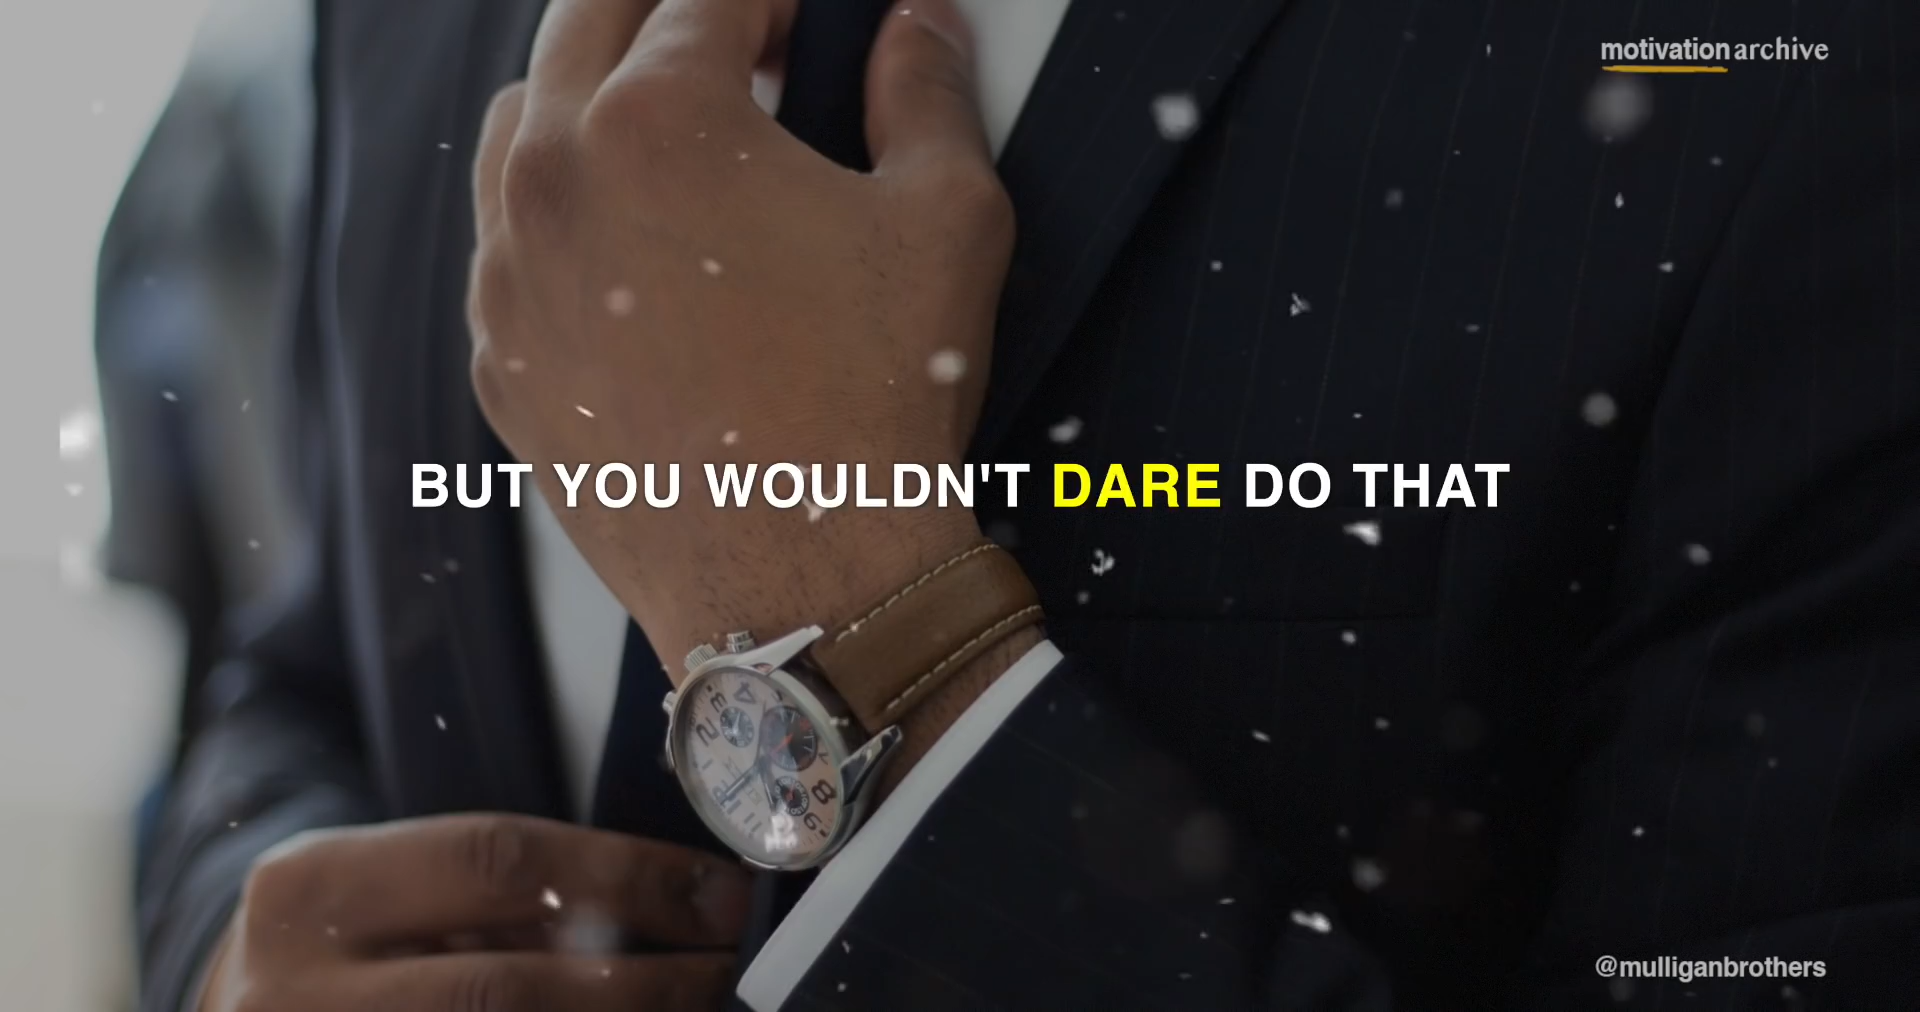 motivationarchive
BUT YOU WOULDN'T DARE DO THAT
@mulliganbrothers